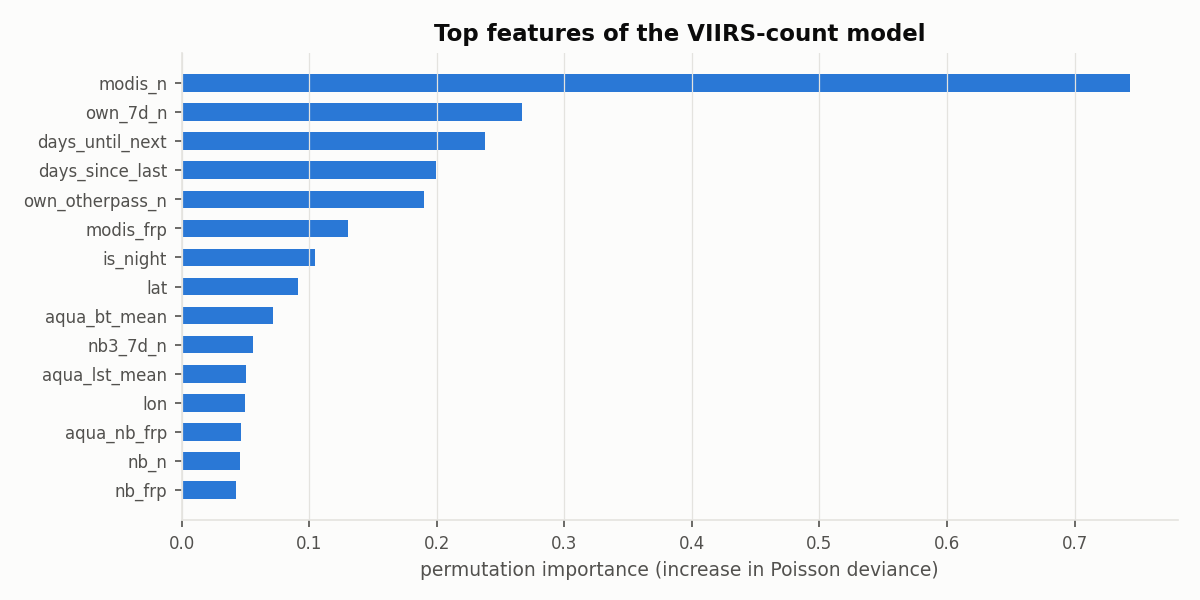 Top features of the VIIRS-count model
modis_n
own_7d_n
days_until_next
days_since_last
own_otherpass_n
modis_frp
is_night
lat
aqua_bt_mean
nb3_7d_n
aqua_lst_mean
lon
aqua_nb_frp
nb_n
nb_frp
0.0 0.1 0.2 0.3 0.4 0.5 0.6 0.7
permutation importance (increase in Poisson deviance)